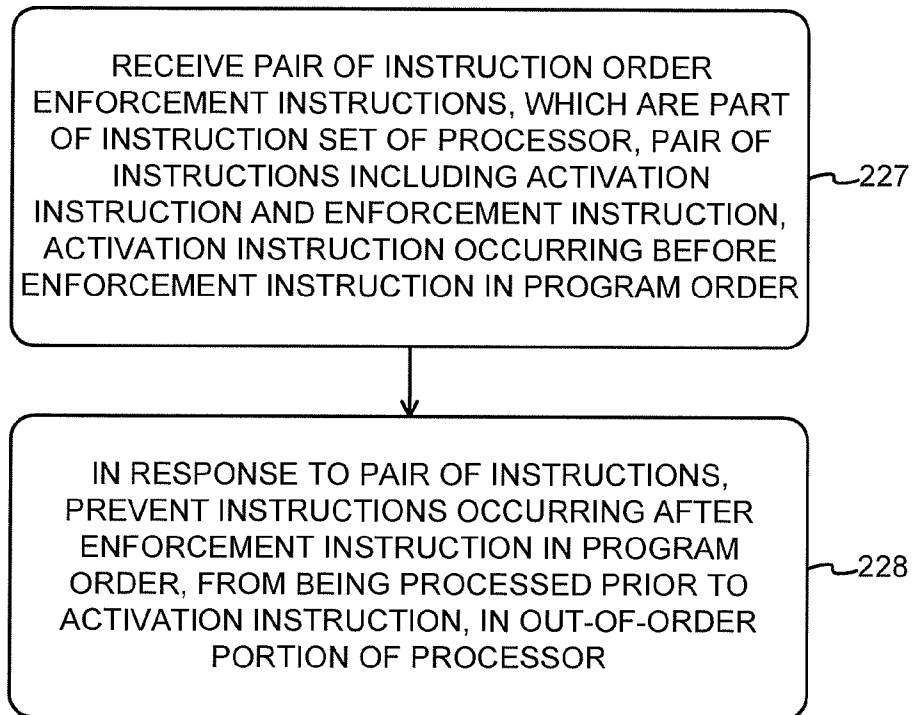 RECEIVE PAIR OF INSTRUCTION ORDER
ENFORCEMENT INSTRUCTIONS, WHICH ARE PART
OF INSTRUCTION SET OF PROCESSOR, PAIR OF
INSTRUCTIONS INCLUDING ACTIVATION
INSTRUCTION AND ENFORCEMENT INSTRUCTION,
ACTIVATION INSTRUCTION OCCURRING BEFORE
ENFORCEMENT INSTRUCTION IN PROGRAM ORDER
227
IN RESPONSE TO PAIR OF INSTRUCTIONS,
PREVENT INSTRUCTIONS OCCURRING AFTER
ENFORCEMENT INSTRUCTION IN PROGRAM
ORDER, FROM BEING PROCESSED PRIOR TO
ACTIVATION INSTRUCTION, IN OUT-OF-ORDER
PORTION OF PROCESSOR
228